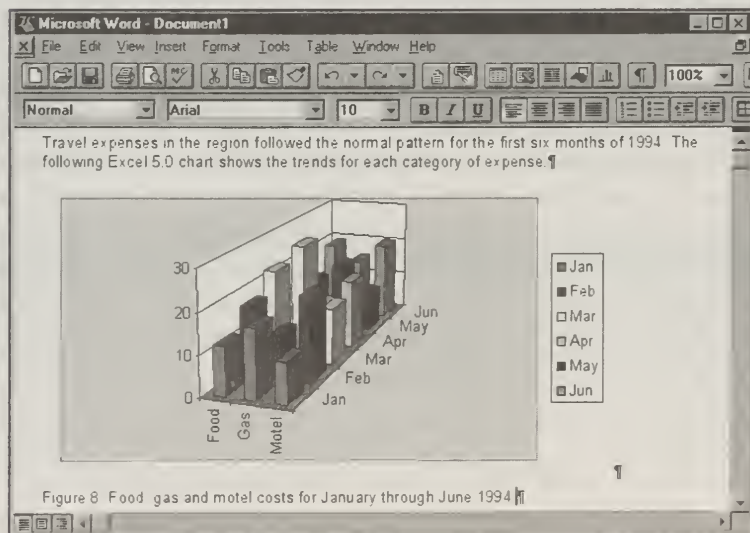 Microsoft Word - Document1
File Edit View Insert Format Tools Table Window Help
100%
Normal Arial 10 B I U
Travel expenses in the region followed the normal pattern for the first six months of 1994 The
following Excel 5.0 chart shows the trends for each category of expense.¶
30
20
10
0
Food
Gas
Motel
Jan
Feb
Mar
Apr
May
Jun
Jan
Feb
Mar
Apr
May
Jun
¶
Figure 8 Food gas and motel costs for January through June 1994 ¶